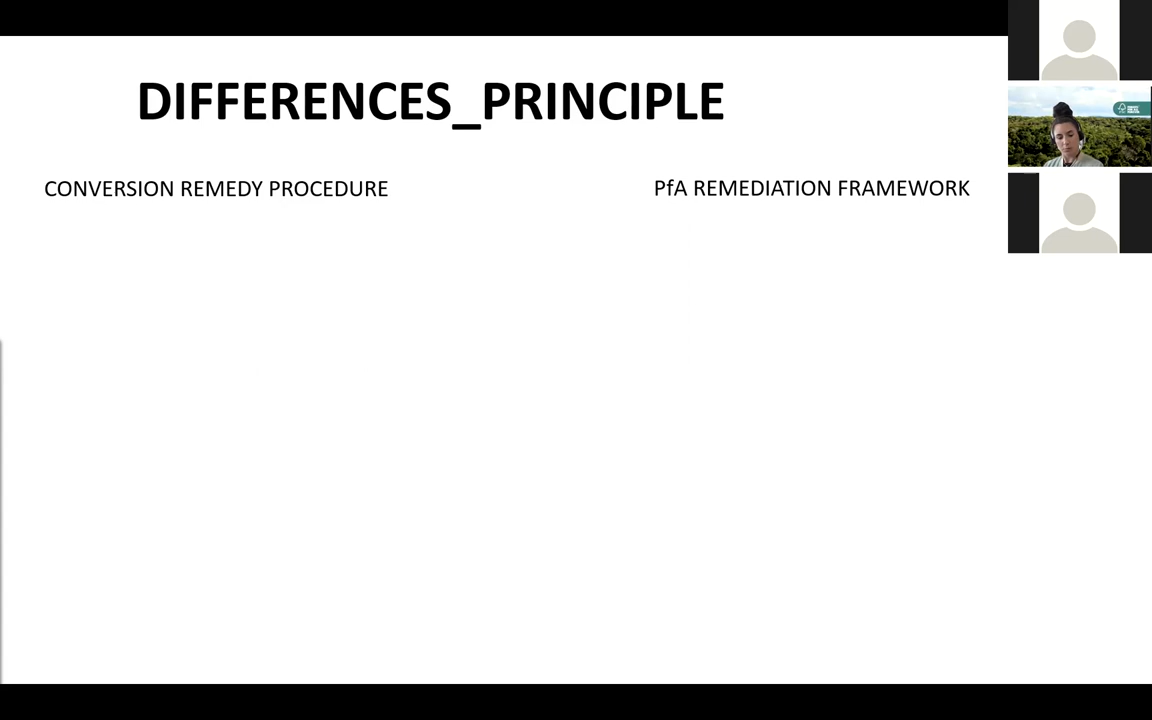 DIFFERENCES_PRINCIPLE
CONVERSION REMEDY PROCEDURE
PfA REMEDIATION FRAMEWORK